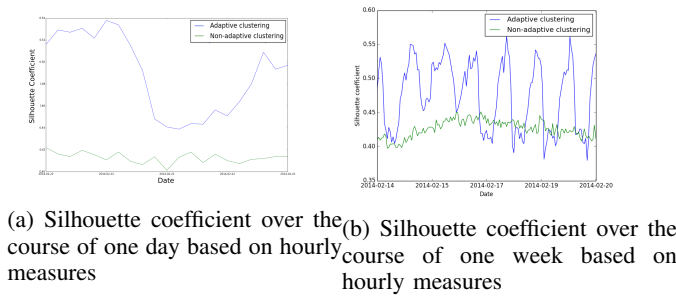 Adaptive clustering
Non-adaptive clustering
Silhouette Coefficient
Date
(a) Silhouette coefficient over the
course of one day based on hourly
measures
0.60
0.55
0.50
0.45
0.40
0.35
Adaptive clustering
Non-adaptive clustering
Silhouette coefficient
2014-02-14
2014-02-15
2014-02-17
2014-02-19
2014-02-20
Date
(b) Silhouette coefficient over the
course of one week based on
hourly measures